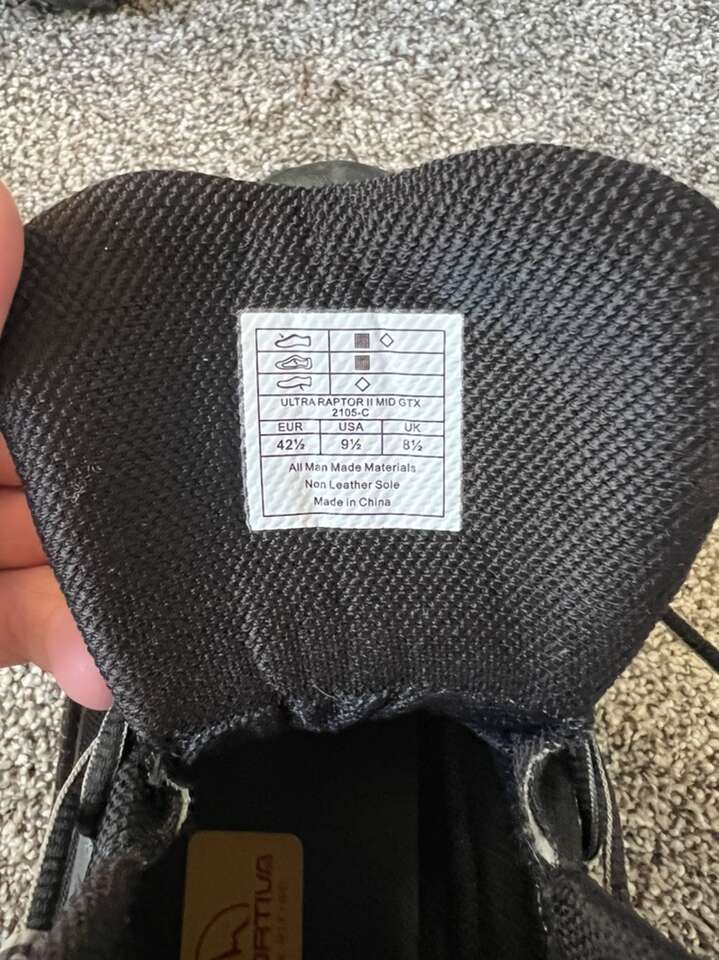 ULTRA RAPTOR II MID GTX
2105-C
EUR USA UK
42½ 9½ 8½
All Man Made Materials
Non Leather Sole
Made in China